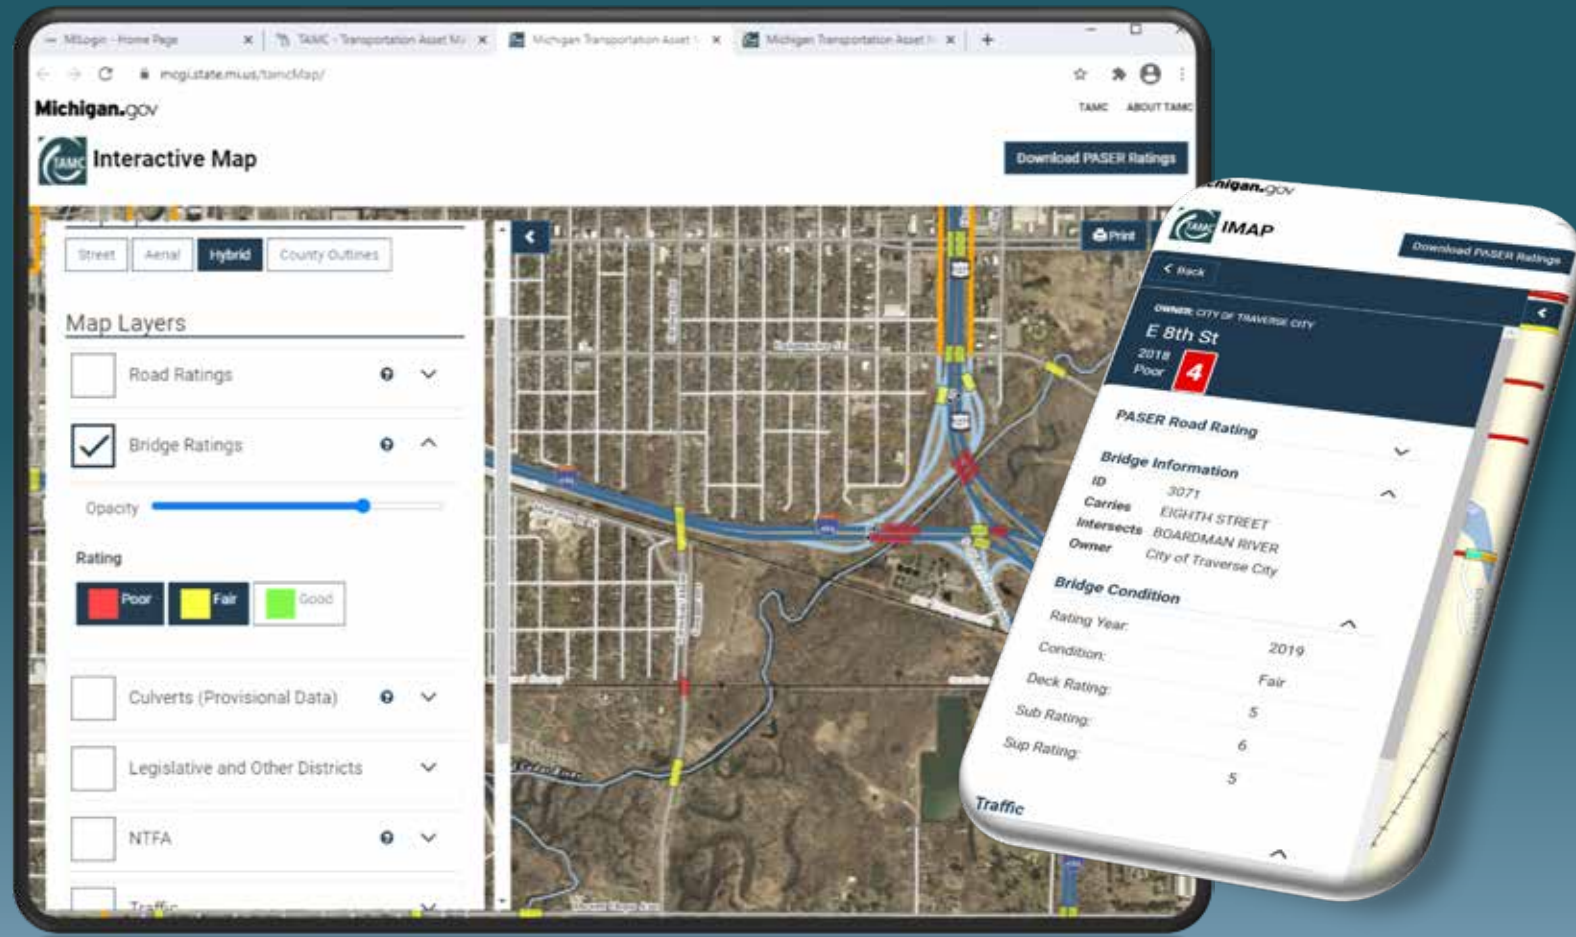 MILogin - Home Page
TAMC - Transportation Asset Ma
Michigan Transportation Asset
Michigan Transportation Asset
mcgi.state.mi.us/tamcMap/
Michigan.gov
TAMC ABOUT TAMC
TAMC Interactive Map
Download PASER Ratings
Print
Street Aerial Hybrid County Outlines
Map Layers
Road Ratings
Bridge Ratings
Opacity
Rating
Poor Fair Good
Culverts (Provisional Data)
Legislative and Other Districts
NTFA
Traffic
chigan.gov
TAMC IMAP
Download PASER Ratings
Back
OWNER: CITY OF TRAVERSE CITY
E 8th St
2018
Poor 4
PASER Road Rating
Bridge Information
ID 3071
Carries EIGHTH STREET
Intersects BOARDMAN RIVER
Owner City of Traverse City
Bridge Condition
Rating Year: 2019
Condition: Fair
Deck Rating: 5
Sub Rating: 6
Sup Rating: 5
Traffic